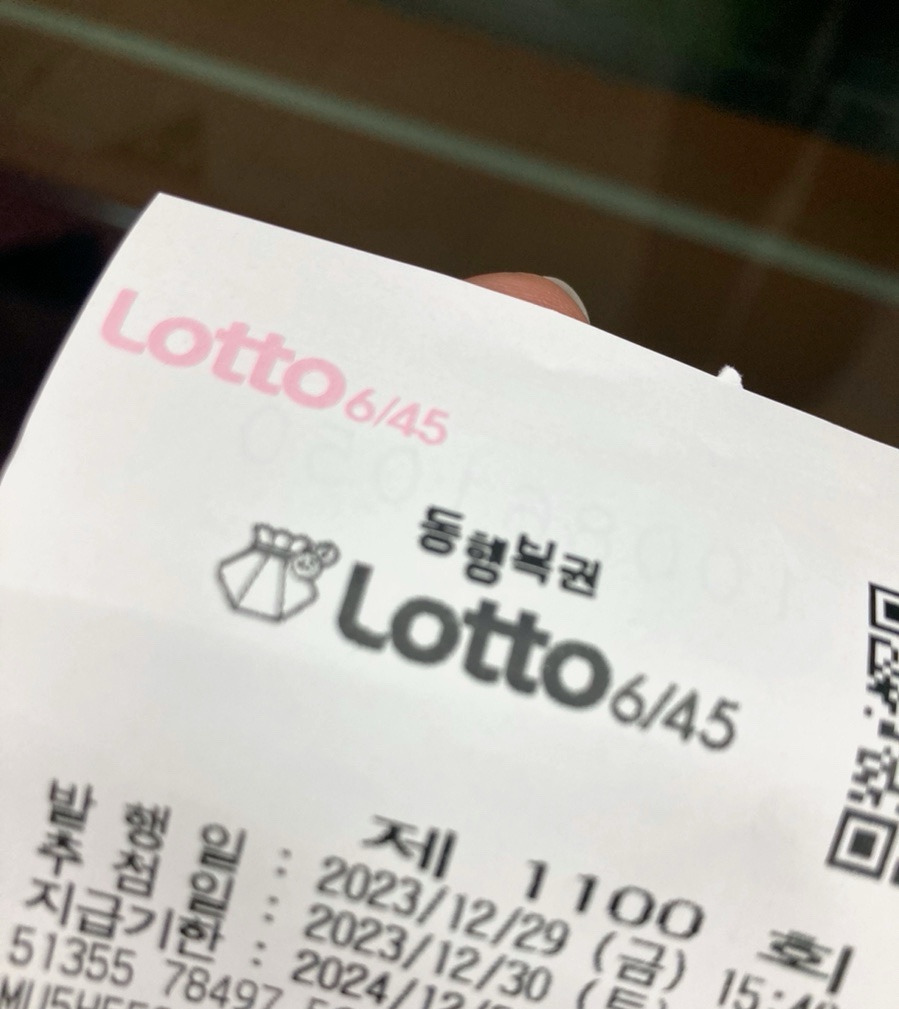 Lotto 6/45
동행복권
Lotto 6/45
제 1100 회
발 행 일 : 2023/12/29 (금) 15:4
추 첨 일 : 2023/12/30 (토)
지급기한 : 2024/12/
51355 78497